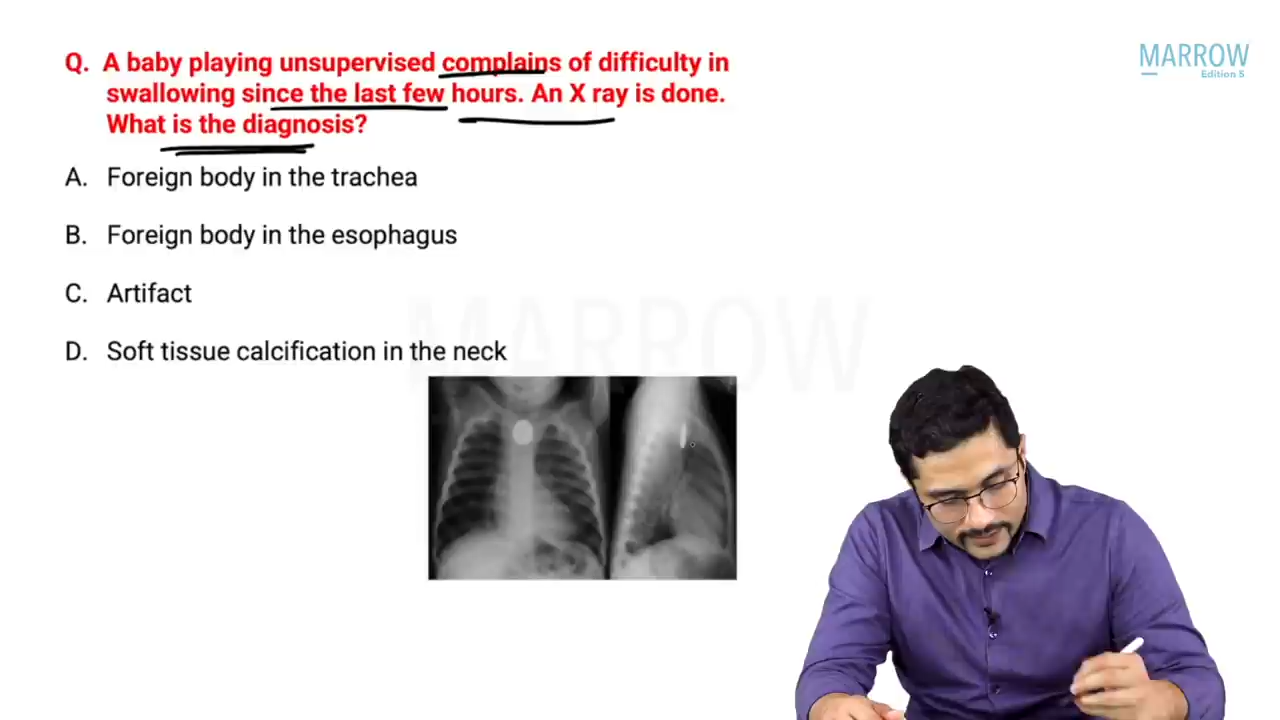 Q. A baby playing unsupervised complains of difficulty in
swallowing since the last few hours. An X ray is done.
What is the diagnosis?
A. Foreign body in the trachea
B. Foreign body in the esophagus
C. Artifact
D. Soft tissue calcification in the neck
MARROW
Edition 5
MARROW